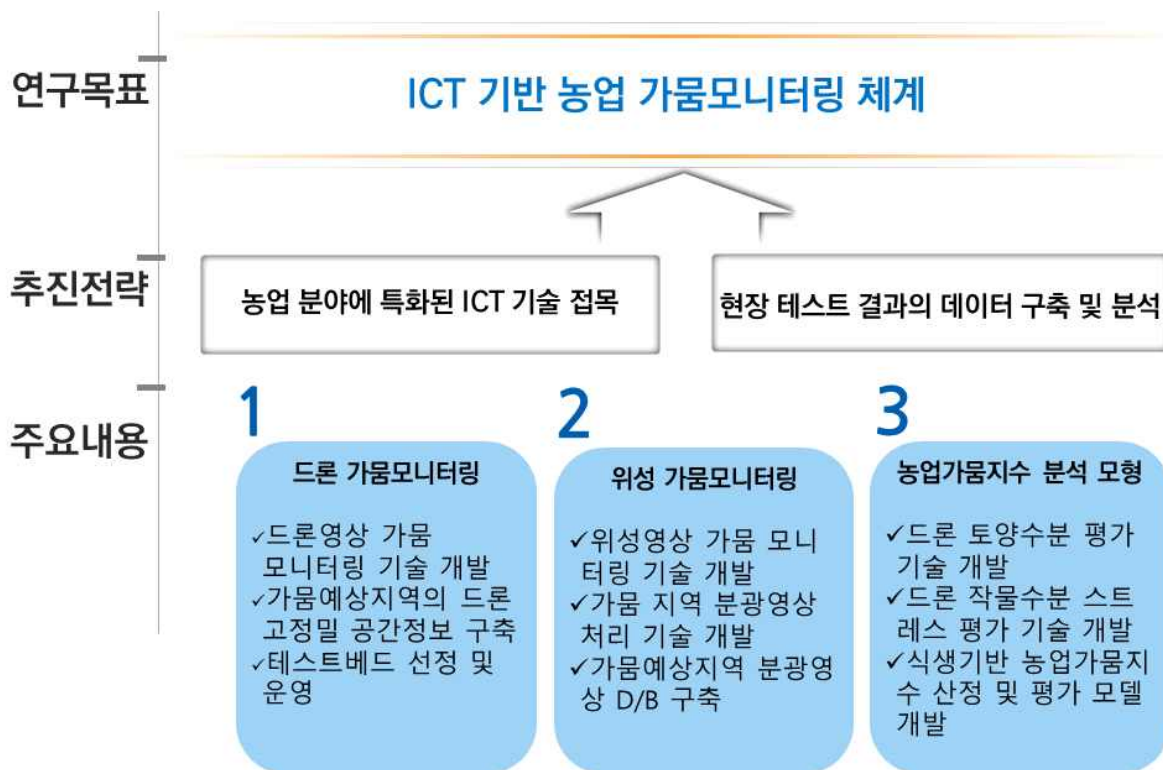 연구목표
ICT 기반 농업 가뭄모니터링 체계
추진전략
농업 분야에 특화된 ICT 기술 접목
현장 테스트 결과의 데이터 구축 및 분석
주요내용
1
드론 가뭄모니터링
✓드론영상 가뭄
모니터링 기술 개발
✓가뭄예상지역의 드론
고정밀 공간정보 구축
✓테스트베드 선정 및
운영
2
위성 가뭄모니터링
✓위성영상 가뭄 모니
터링 기술 개발
✓가뭄 지역 분광영상
처리 기술 개발
✓가뭄예상지역 분광영
상 D/B 구축
3
농업가뭄지수 분석 모형
✓드론 토양수분 평가
기술 개발
✓드론 작물수분 스트
레스 평가 기술 개발
✓식생기반 농업가뭄지
수 산정 및 평가 모델
개발